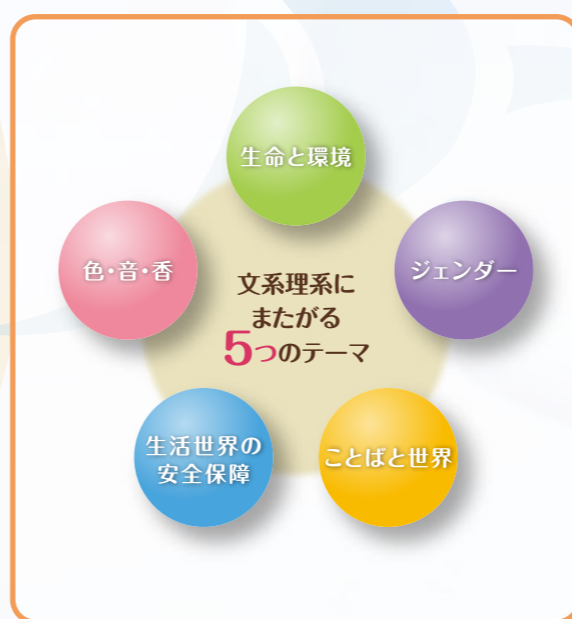 生命と環境
色・音・香
ジェンダー
文系理系に
またがる
5つのテーマ
生活世界の
安全保障
ことばと世界